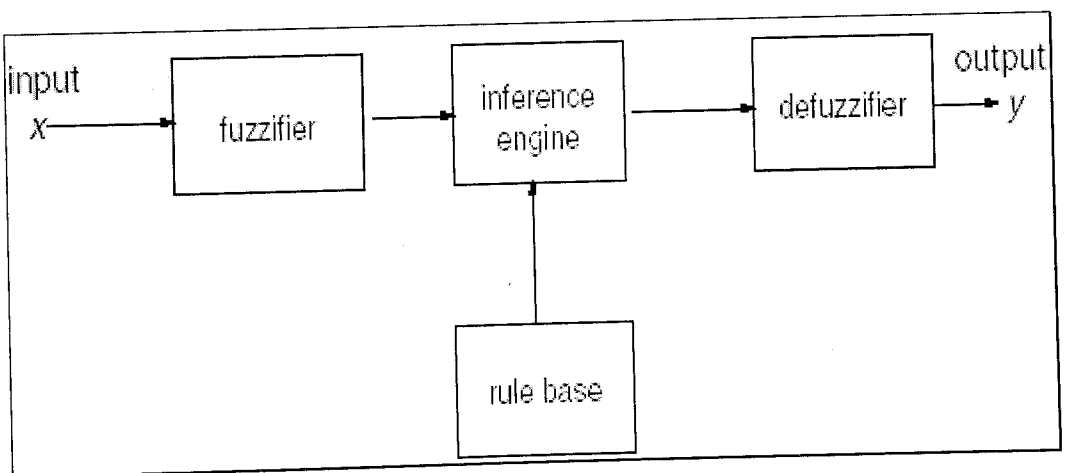 input
x
fuzzifier
inference
engine
defuzzifier
output
y
rule base